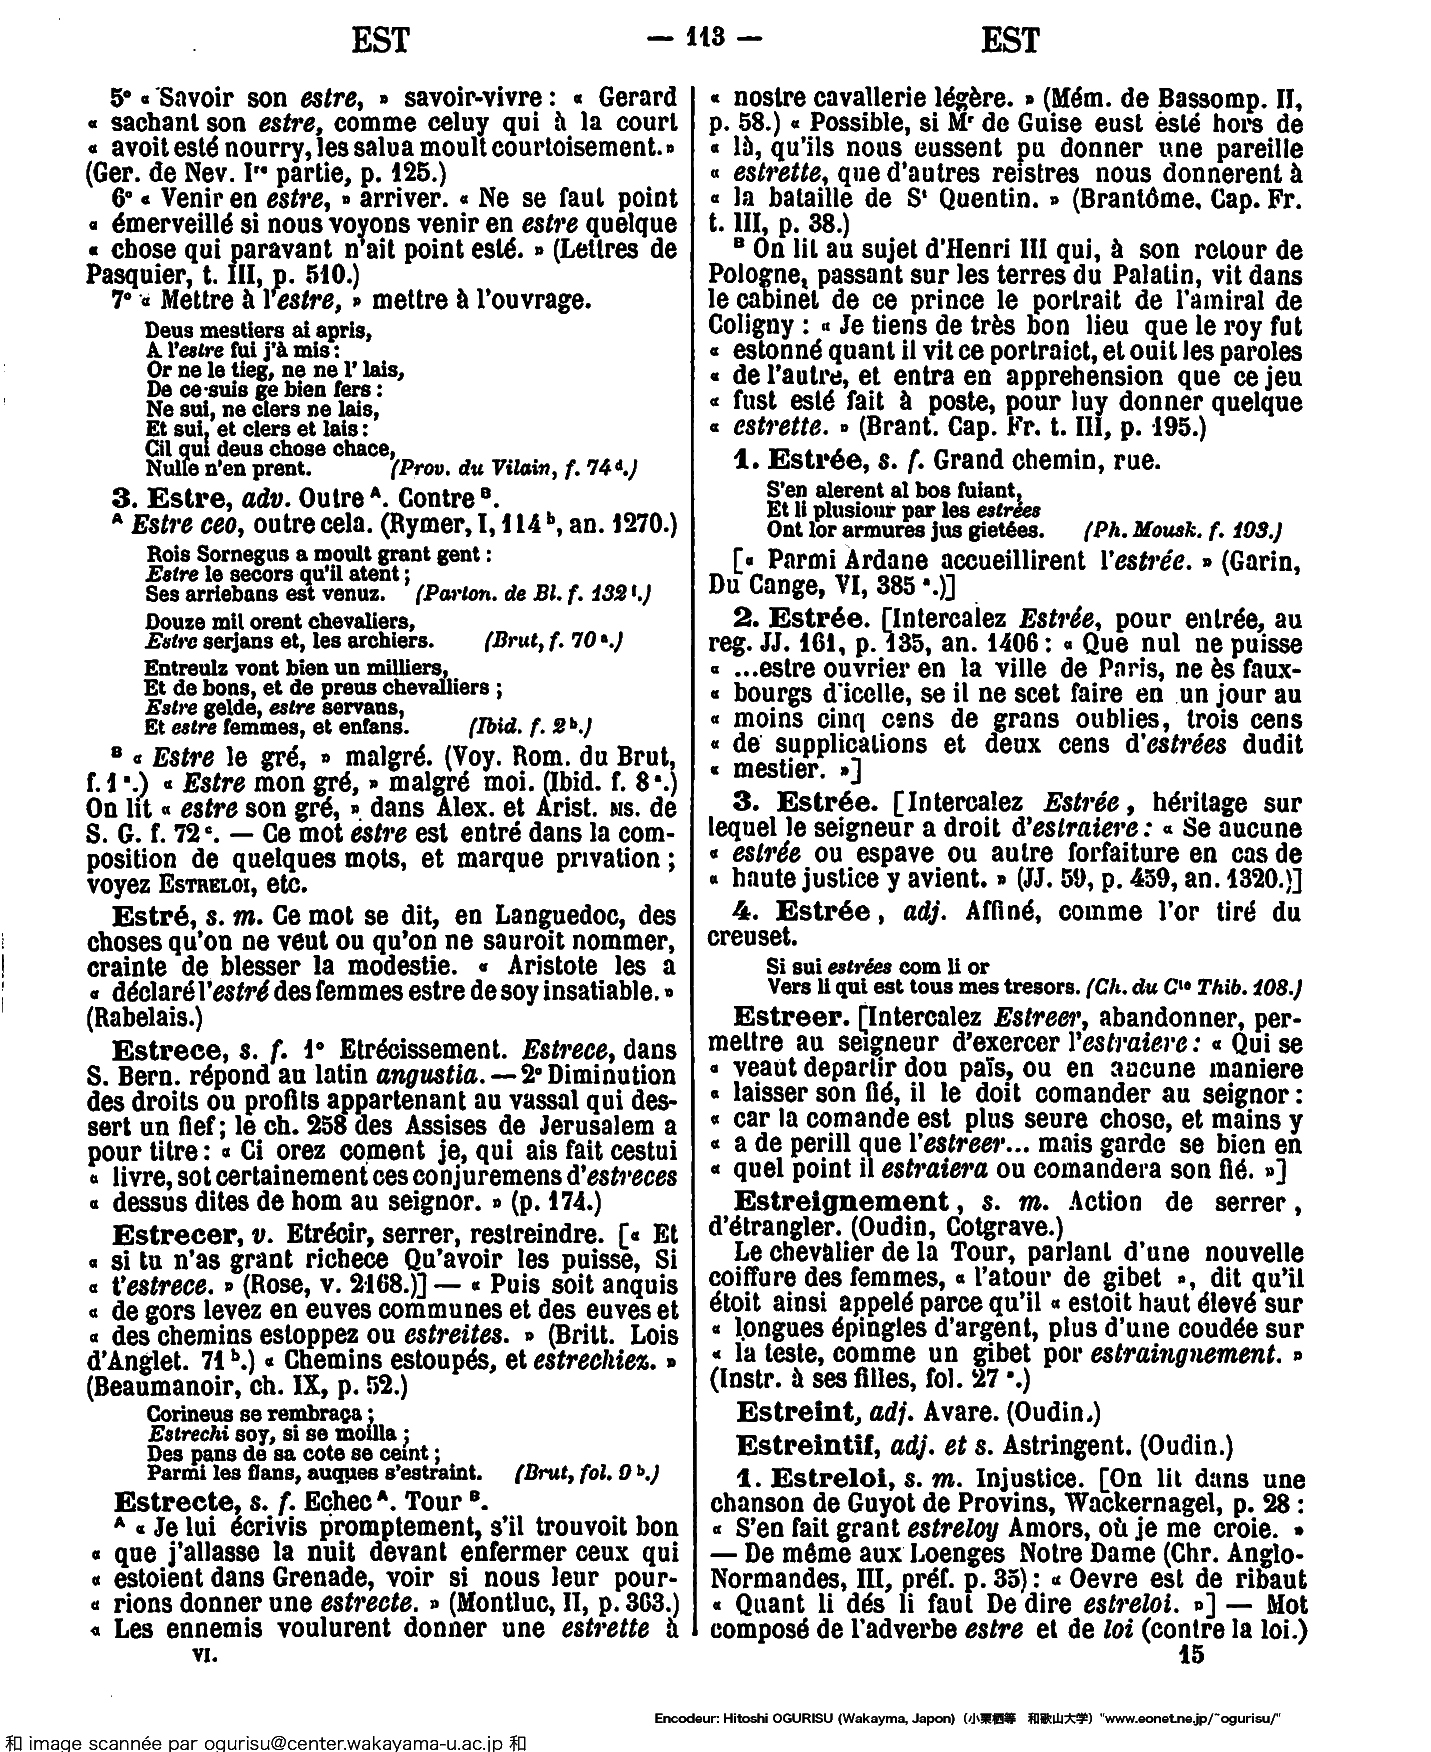 EST
— 113 —
EST
5° « Savoir son estre, » savoir-vivre : « Gerard
« sachant son estre, comme celuy qui à la court
« avoit esté nourry, les salua moult courtoisement. »
(Ger. de Nev. Iʳᵉ partie, p. 125.)
6° « Venir en estre, » arriver. « Ne se faut point
« émerveillé si nous voyons venir en estre quelque
« chose qui paravant n'ait point esté. » (Lettres de
Pasquier, t. III, p. 510.)
7° « Mettre à l'estre, » mettre à l'ouvrage.
Deus mestiers ai apris,
A l'estre fui j'à mis :
Or ne le tieg, ne ne l' lais,
De ce suis ge bien fers :
Ne sui, ne clers ne lais,
Et sui, et clers et lais :
Cil qui deus chose chace,
Nulle n'en prent. (Prov. du Vilain, f. 74ᵈ.)
3. Estre, adv. Outre ᴬ. Contre ᴮ.
ᴬ Estre ceo, outre cela. (Rymer, I, 114ᵇ, an. 1270.)
Rois Sornegus a moult grant gent :
Estre le secors qu'il atent ;
Ses arriebans est venuz. (Parton. de Bl. f. 132ᶠ.)
Douze mil orent chevaliers,
Estre serjans et, les archiers. (Brut, f. 70ᵃ.)
Entreulz vont bien un milliers,
Et de bons, et de preus chevalliers ;
Estre gelde, estre servans,
Et estre femmes, et enfans. (Ibid. f. 2ᵇ.)
ᴮ « Estre le gré, » malgré. (Voy. Rom. du Brut,
f. 1ᵃ.) « Estre mon gré, » malgré moi. (Ibid. f. 8ᵃ.)
On lit « estre son gré, » dans Alex. et Arist. MS. de
S. G. f. 72ᶜ. — Ce mot estre est entré dans la com-
position de quelques mots, et marque privation ;
voyez ESTRELOI, etc.
Estré, s. m. Ce mot se dit, en Languedoc, des
choses qu'on ne veut ou qu'on ne sauroit nommer,
crainte de blesser la modestie. « Aristote les a
« déclaré l'estré des femmes estre de soy insatiable. »
(Rabelais.)
Estrece, s. f. 1° Etrécissement. Estrece, dans
S. Bern. répond au latin angustia. — 2° Diminution
des droits ou profits appartenant au vassal qui des-
sert un fief ; le ch. 258 des Assises de Jerusalem a
pour titre : « Ci orez coment je, qui ais fait cestui
« livre, sot certainement ces conjuremens d'estreces
« dessus dites de hom au seignor. » (p. 174.)
Estrecer, v. Etrécir, serrer, restreindre. [« Et
« si tu n'as grant richece Qu'avoir les puisse, Si
« t'estrece. » (Rose, v. 2168.)] — « Puis soit anquis
« de gors levez en euves communes et des euves et
« des chemins estoppez ou estreites. » (Britt. Lois
d'Anglet. 71ᵇ.) « Chemins estoupés, et estrechiez. »
(Beaumanoir, ch. IX, p. 52.)
Corineus se rembraça ;
Estrechi soy, si se moilla ;
Des pans de sa cote se ceint ;
Parmi les flans, auques s'estraint. (Brut, fol. 9ᵇ.)
Estrecte, s. f. Echec ᴬ. Tour ᴮ.
ᴬ « Je lui écrivis promptement, s'il trouvoit bon
« que j'allasse la nuit devant enfermer ceux qui
« estoient dans Grenade, voir si nous leur pour-
« rions donner une estrecte. » (Montluc, II, p. 363.)
« Les ennemis voulurent donner une estrette à
VI.
« nostre cavallerie légère. » (Mém. de Bassomp. II,
p. 58.) « Possible, si Mʳ de Guise eust esté hors de
« là, qu'ils nous eussent pu donner une pareille
« estrette, que d'autres reistres nous donnerent à
« la bataille de Sᵗ Quentin. » (Brantôme, Cap. Fr.
t. III, p. 38.)
ᴮ On lit au sujet d'Henri III qui, à son retour de
Pologne, passant sur les terres du Palatin, vit dans
le cabinet de ce prince le portrait de l'amiral de
Coligny : « Je tiens de très bon lieu que le roy fut
« estonné quant il vit ce portraict, et ouit les paroles
« de l'autre, et entra en apprehension que ce jeu
« fust esté fait à poste, pour luy donner quelque
« estrette. » (Brant. Cap. Fr. t. III, p. 195.)
1. Estrée, s. f. Grand chemin, rue.
S'en alerent al bos fuiant,
Et li plusiour par les estrées
Ont lor armures jus gietées. (Ph. Mousk. f. 193.)
[« Parmi Ardane accueillirent l'estrée. » (Garin,
Du Cange, VI, 385ᵃ.)]
2. Estrée. [Intercalez Estrée, pour entrée, au
reg. JJ. 161, p. 135, an. 1406 : « Que nul ne puisse
« ...estre ouvrier en la ville de Paris, ne ès faux-
« bourgs d'icelle, se il ne scet faire en un jour au
« moins cinq cens de grans oublies, trois cens
« de supplications et deux cens d'estrées dudit
« mestier. »]
3. Estrée. [Intercalez Estrée, héritage sur
lequel le seigneur a droit d'estraiere : « Se aucune
« estrée ou espave ou autre forfaiture en cas de
« haute justice y avient. » (JJ. 59, p. 459, an. 1320.)]
4. Estrée, adj. Affiné, comme l'or tiré du
creuset.
Si sui estrées com li or
Vers li qui est tous mes tresors. (Ch. du Cᵗᵉ Thib. 108.)
Estreer. [Intercalez Estreer, abandonner, per-
mettre au seigneur d'exercer l'estraiere : « Qui se
« veaut departir dou païs, ou en aucune maniere
« laisser son fié, il le doit comander au seignor :
« car la comande est plus seure chose, et mains y
« a de perill que l'estreer... mais garde se bien en
« quel point il estraiera ou comandera son fié. »]
Estreignement, s. m. Action de serrer,
d'étrangler. (Oudin, Cotgrave.)
Le chevalier de la Tour, parlant d'une nouvelle
coiffure des femmes, « l'atour de gibet », dit qu'il
étoit ainsi appelé parce qu'il « estoit haut élevé sur
« longues épingles d'argent, plus d'une coudée sur
« la teste, comme un gibet por estraingnement. »
(Instr. à ses filles, fol. 27ᵃ.)
Estreint, adj. Avare. (Oudin.)
Estreintif, adj. et s. Astringent. (Oudin.)
1. Estreloi, s. m. Injustice. [On lit dans une
chanson de Guyot de Provins, Wackernagel, p. 28 :
« S'en fait grant estreloy Amors, où je me croie. »
— De même aux Loenges Notre Dame (Chr. Anglo-
Normandes, III, préf. p. 35) : « Oevre est de ribaut
« Quant li dés li faut De dire estreloi. »] — Mot
composé de l'adverbe estre et de loi (contre la loi.)
15
Encodeur: Hitoshi OGURISU (Wakayma, Japon) (小栗栖等 和歌山大学) "www.eonet.ne.jp/~ogurisu/"
和 image scannée par ogurisu@center.wakayama-u.ac.jp 和